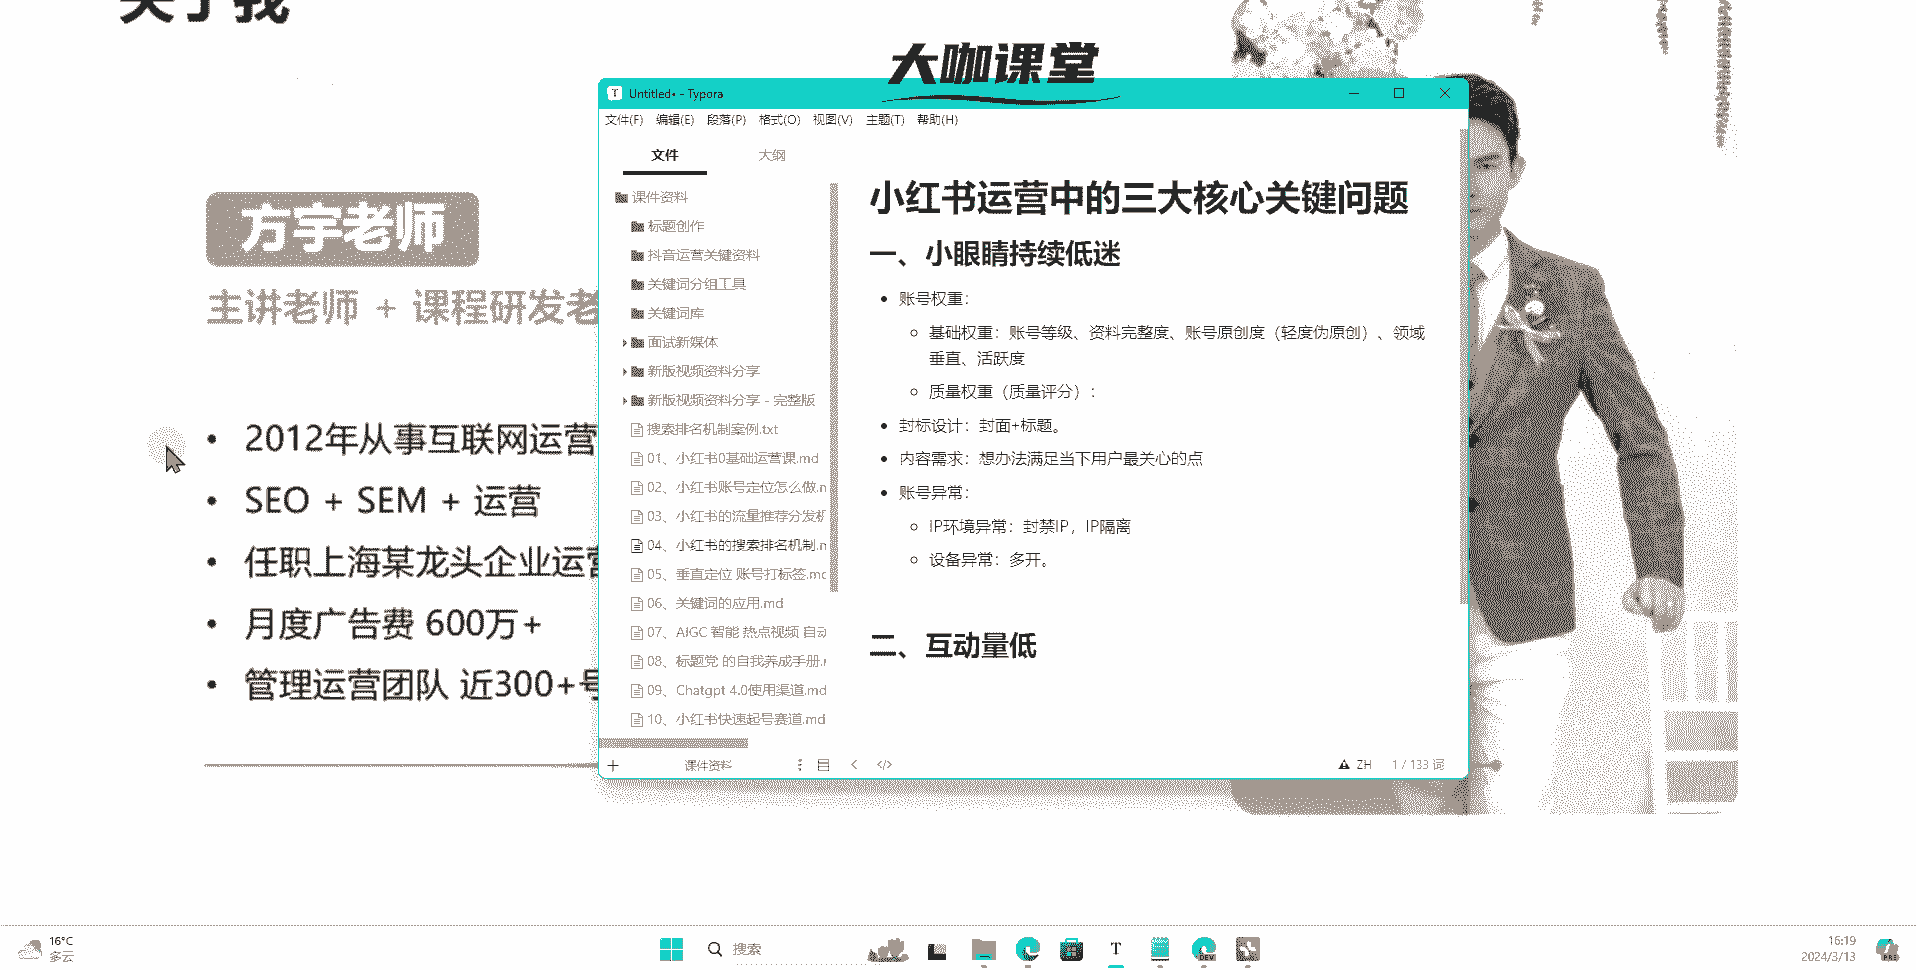 关于我
大咖课堂
方宇老师
主讲老师 + 课程研发老
• 2012年从事互联网运营
• SEO + SEM + 运营
• 任职上海某龙头企业运营
• 月度广告费 600万+
• 管理运营团队 近300+号
Untitled• - Typora
文件(F) 编辑(E) 段落(P) 格式(O) 视图(V) 主题(T) 帮助(H)
文件 大纲
课件资料
标题创作
抖音运营关键资料
关键词分组工具
关键词库
面试新媒体
新版视频资料分享
新版视频资料分享 - 完整版
搜索排名机制案例.txt
01、小红书0基础运营课.md
02、小红书账号定位怎么做.m
03、小红书的流量推荐分发机
04、小红书的搜索排名机制.m
05、垂直定位 账号打标签.md
06、关键词的应用.md
07、AIGC 智能 热点视频 自动
08、标题党 的自我养成手册.m
09、Chatgpt 4.0使用渠道.md
10、小红书快速起号赛道.md
课件资料
小红书运营中的三大核心关键问题
一、小眼睛持续低迷
• 账号权重：
◦ 基础权重：账号等级、资料完整度、账号原创度（轻度伪原创）、领域
垂直、活跃度
◦ 质量权重（质量评分）：
• 封标设计：封面+标题。
• 内容需求：想办法满足当下用户最关心的点
• 账号异常：
◦ IP环境异常：封禁IP，IP隔离
◦ 设备异常：多开。
二、互动量低
ZH 1 / 133 词
16°C
多云
搜索
DEV
16:19
2024/3/13
PRE